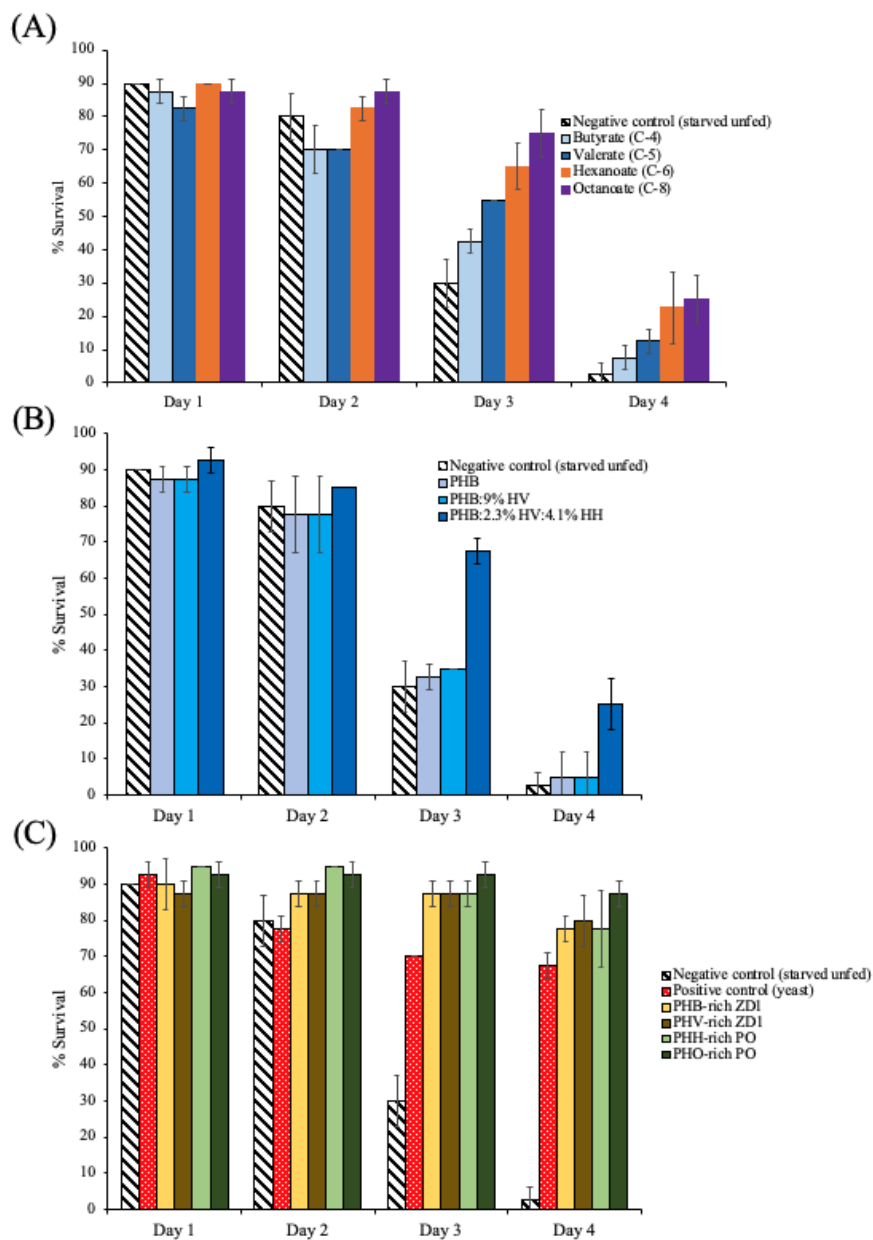 (A)
100
90
80
70
60
50
40
30
20
10
0
% Survival
Negative control (starved unfed)
Butyrate (C-4)
Valerate (C-5)
Hexanoate (C-6)
Octanoate (C-8)
Day 1 Day 2 Day 3 Day 4
(B)
100
90
80
70
60
50
40
30
20
10
0
% Survival
Negative control (starved unfed)
PHB
PHB:9% HV
PHB:2.3% HV:4.1% HH
Day 1 Day 2 Day 3 Day 4
(C)
100
90
80
70
60
50
40
30
20
10
0
% Survival
Negative control (starved unfed)
Positive control (yeast)
PHB-rich ZD1
PHV-rich ZD1
PHH-rich PO
PHO-rich PO
Day 1 Day 2 Day 3 Day 4